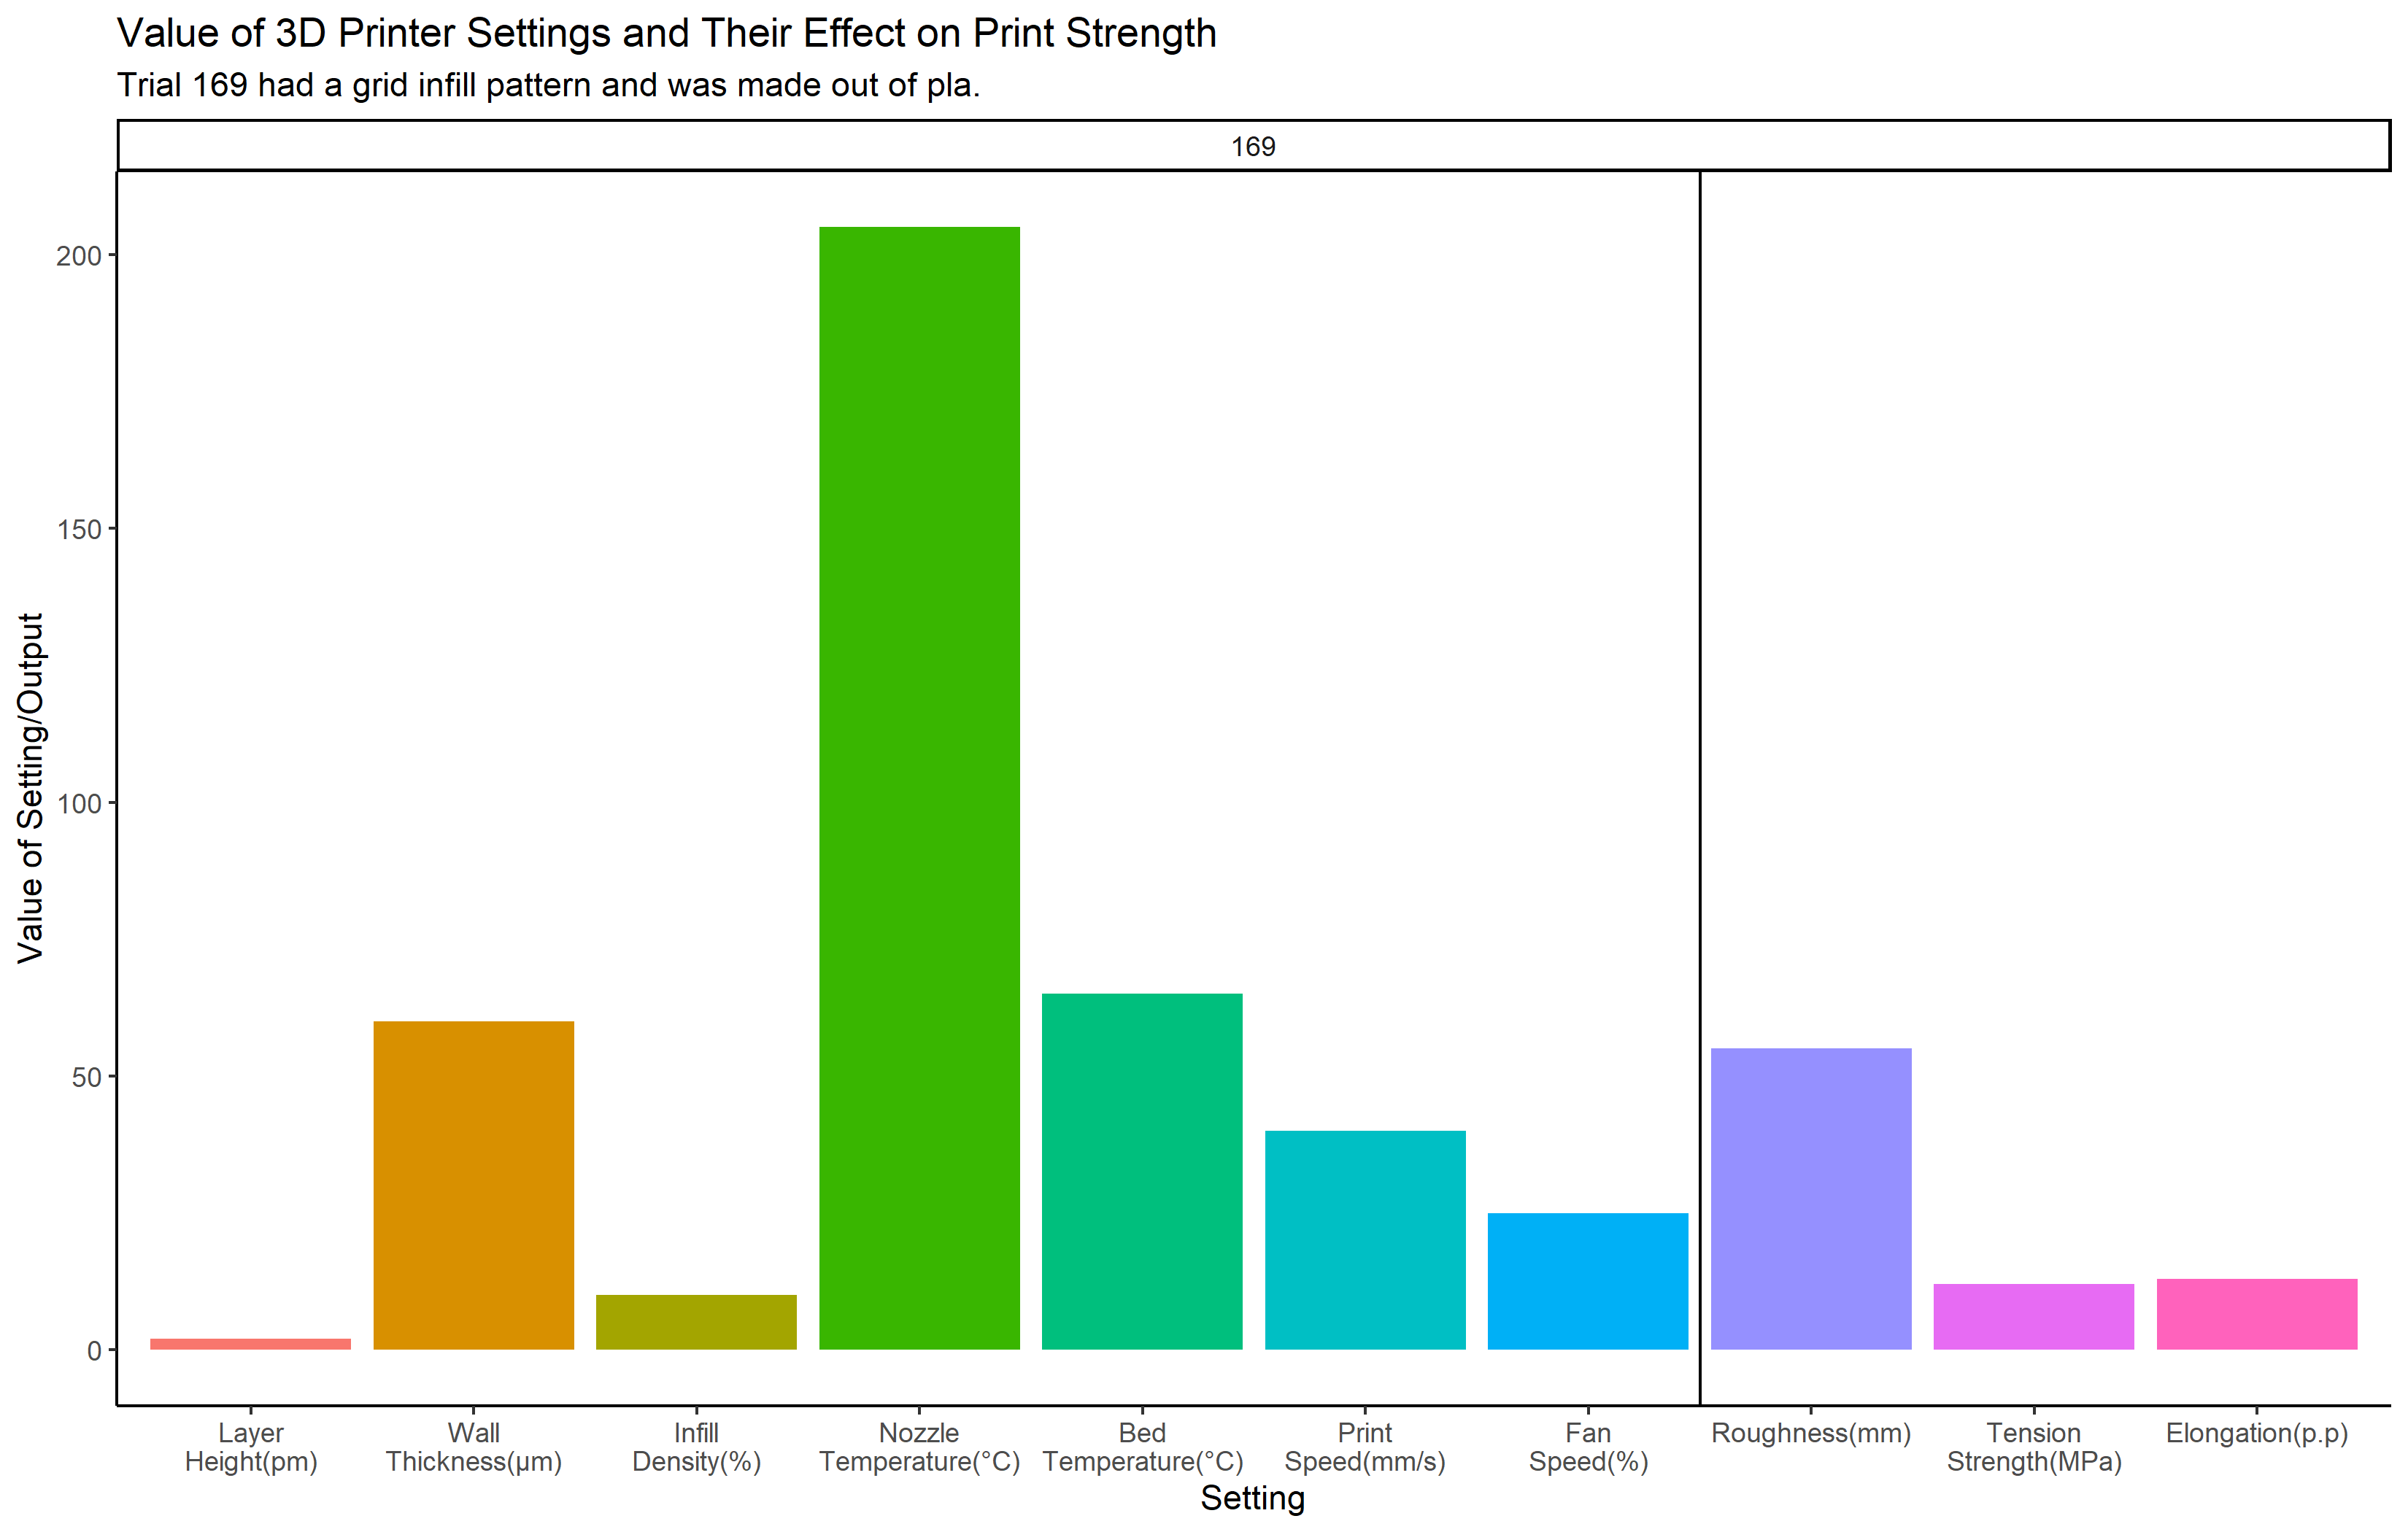 Value of 3D Printer Settings and Their Effect on Print Strength
Trial 169 had a grid infill pattern and was made out of pla.
169
Value of Setting/Output
200
150
100
50
0
Layer
Height(pm)
Wall
Thickness(µm)
Infill
Density(%)
Nozzle
Temperature(°C)
Bed
Temperature(°C)
Print
Speed(mm/s)
Fan
Speed(%)
Roughness(mm)
Tension
Strength(MPa)
Elongation(p.p)
Setting